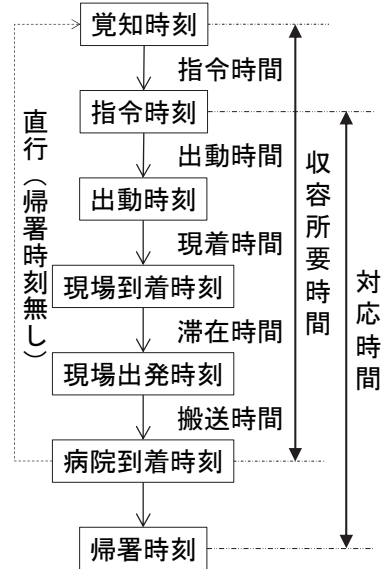 覚知時刻
指令時間
指令時刻
出動時間
出動時刻
現着時間
現場到着時刻
滞在時間
現場出発時刻
搬送時間
病院到着時刻
帰署時刻
直行（帰署時刻無し）
収容所要時間
対応時間